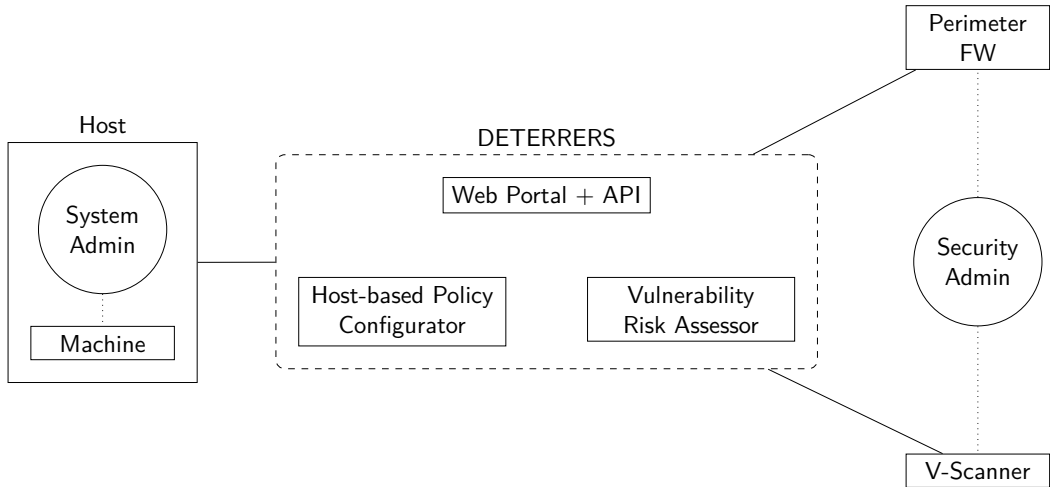 Perimeter
FW
Host
DETERRERS
System
Admin
Web Portal + API
Security
Admin
Host-based Policy
Configurator
Vulnerability
Risk Assessor
Machine
V-Scanner